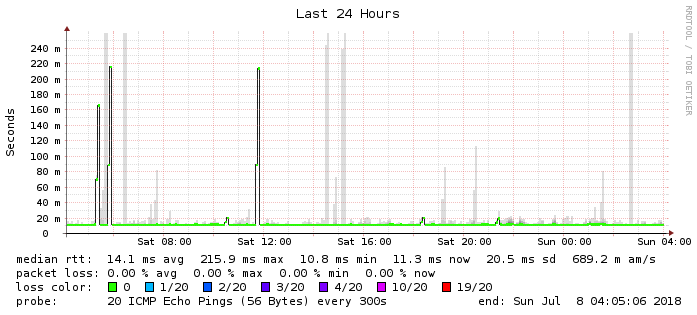 Last 24 Hours
RRDTOOL / TOBI OETIKER
Seconds
240 m
220 m
200 m
180 m
160 m
140 m
120 m
100 m
80 m
60 m
40 m
20 m
0
Sat 08:00 Sat 12:00 Sat 16:00 Sat 20:00 Sun 00:00 Sun 04:00
median rtt: 14.1 ms avg 215.9 ms max 10.8 ms min 11.3 ms now 20.5 ms sd 689.2 m am/s
packet loss: 0.00 % avg 0.00 % max 0.00 % min 0.00 % now
loss color: 0 1/20 2/20 3/20 4/20 10/20 19/20
probe: 20 ICMP Echo Pings (56 Bytes) every 300s end: Sun Jul 8 04:05:06 2018